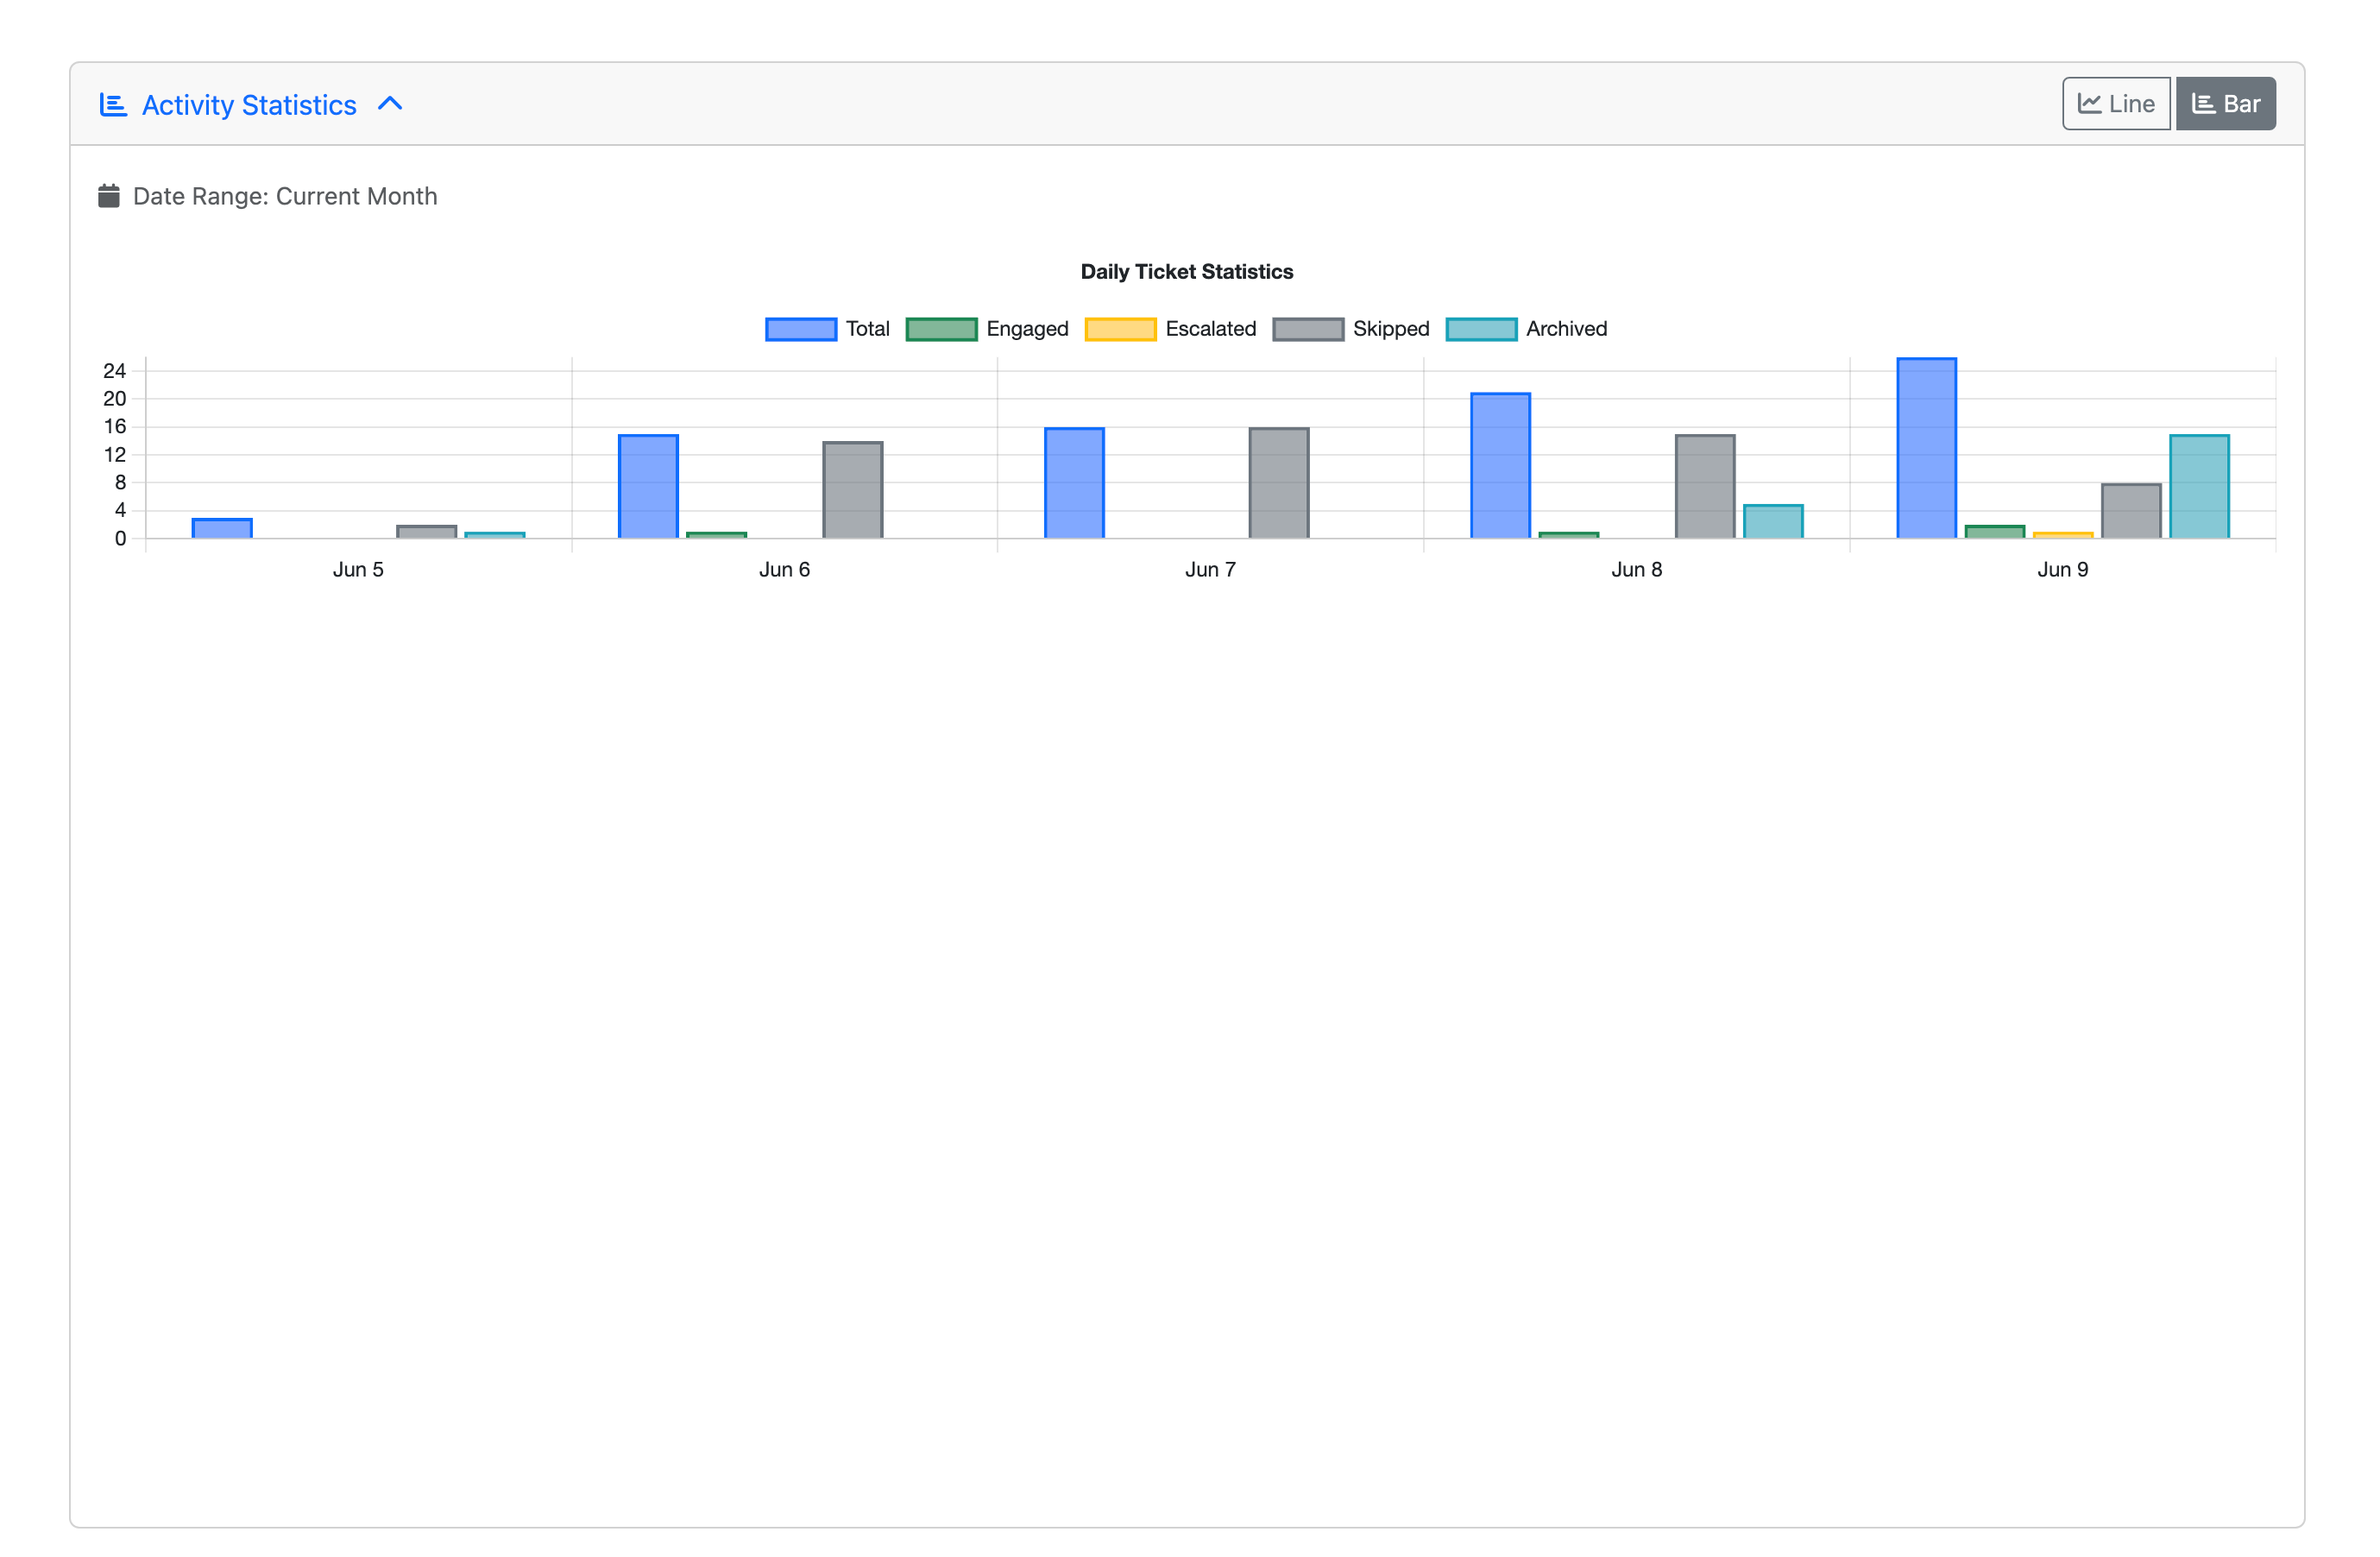 Activity Statistics
Line
Bar
Date Range: Current Month
Daily Ticket Statistics
Total Engaged Escalated Skipped Archived
24
20
16
12
8
4
0
Jun 5 Jun 6 Jun 7 Jun 8 Jun 9